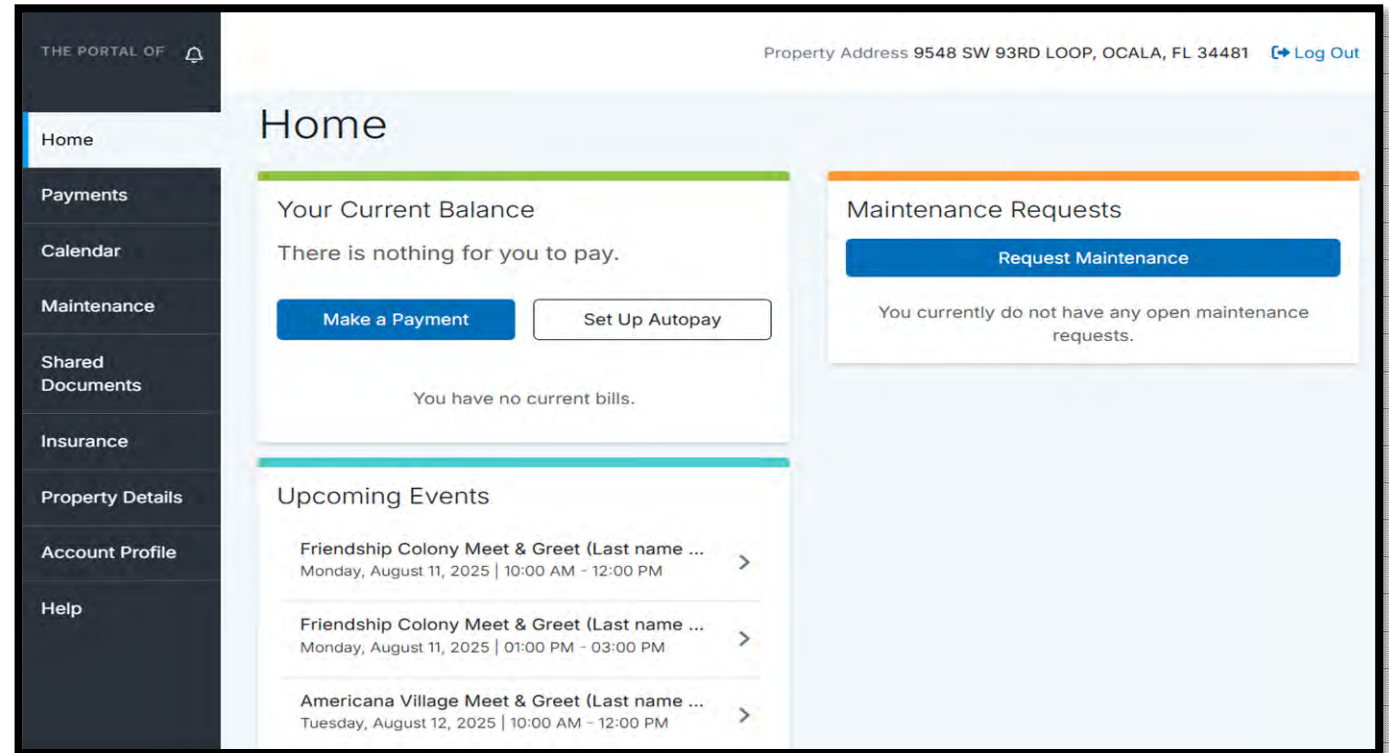 THE PORTAL OF
Property Address 9548 SW 93RD LOOP, OCALA, FL 34481 Log Out
Home
Payments
Calendar
Maintenance
Shared
Documents
Insurance
Property Details
Account Profile
Help
Home
Your Current Balance
There is nothing for you to pay.
Make a Payment Set Up Autopay
You have no current bills.
Maintenance Requests
Request Maintenance
You currently do not have any open maintenance
requests.
Upcoming Events
Friendship Colony Meet & Greet (Last name ...
Monday, August 11, 2025 | 10:00 AM - 12:00 PM
Friendship Colony Meet & Greet (Last name ...
Monday, August 11, 2025 | 01:00 PM - 03:00 PM
Americana Village Meet & Greet (Last name ...
Tuesday, August 12, 2025 | 10:00 AM - 12:00 PM